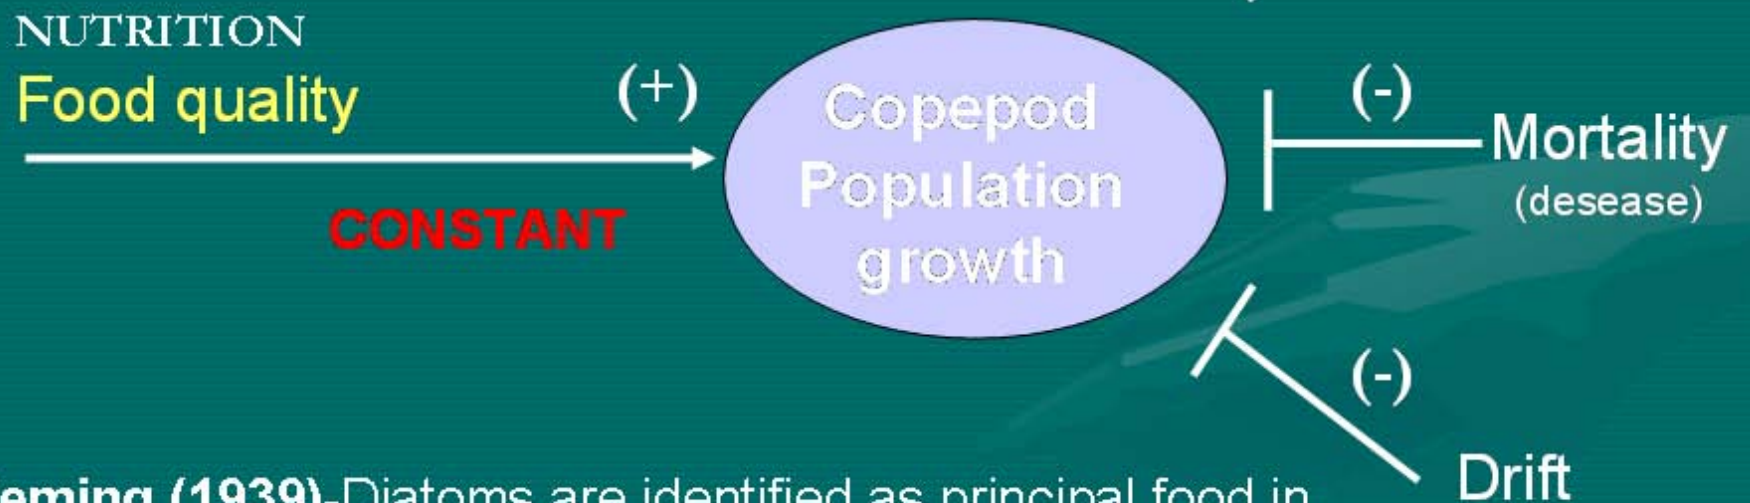 NUTRITION
Food quality
(+)
CONSTANT
Copepod
Population
growth
(-)
Mortality
(desease)
(-)
Drift
eming (1939)-Diatoms are identified as principal food in